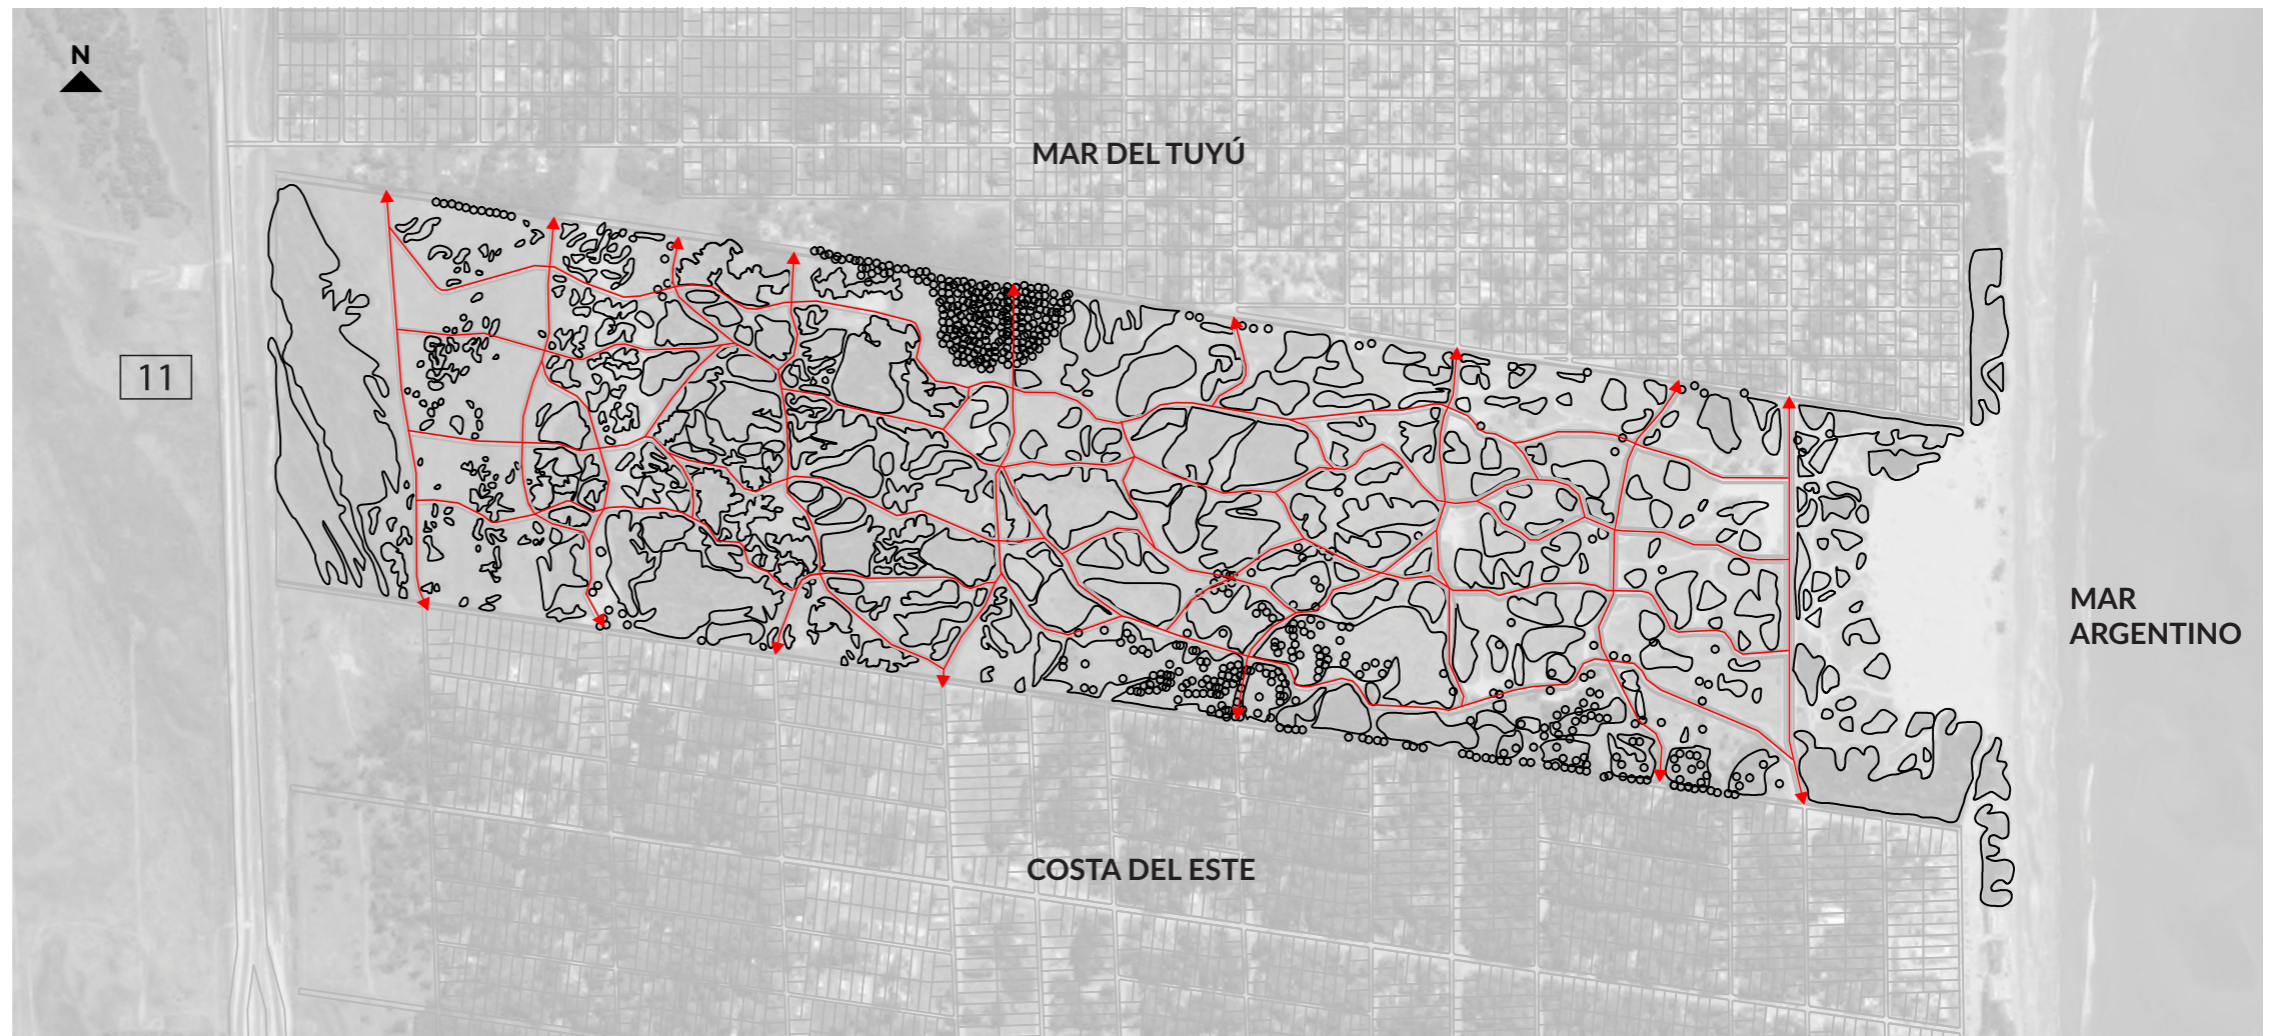 N
MAR DEL TUYÚ
11
MAR
ARGENTINO
COSTA DEL ESTE